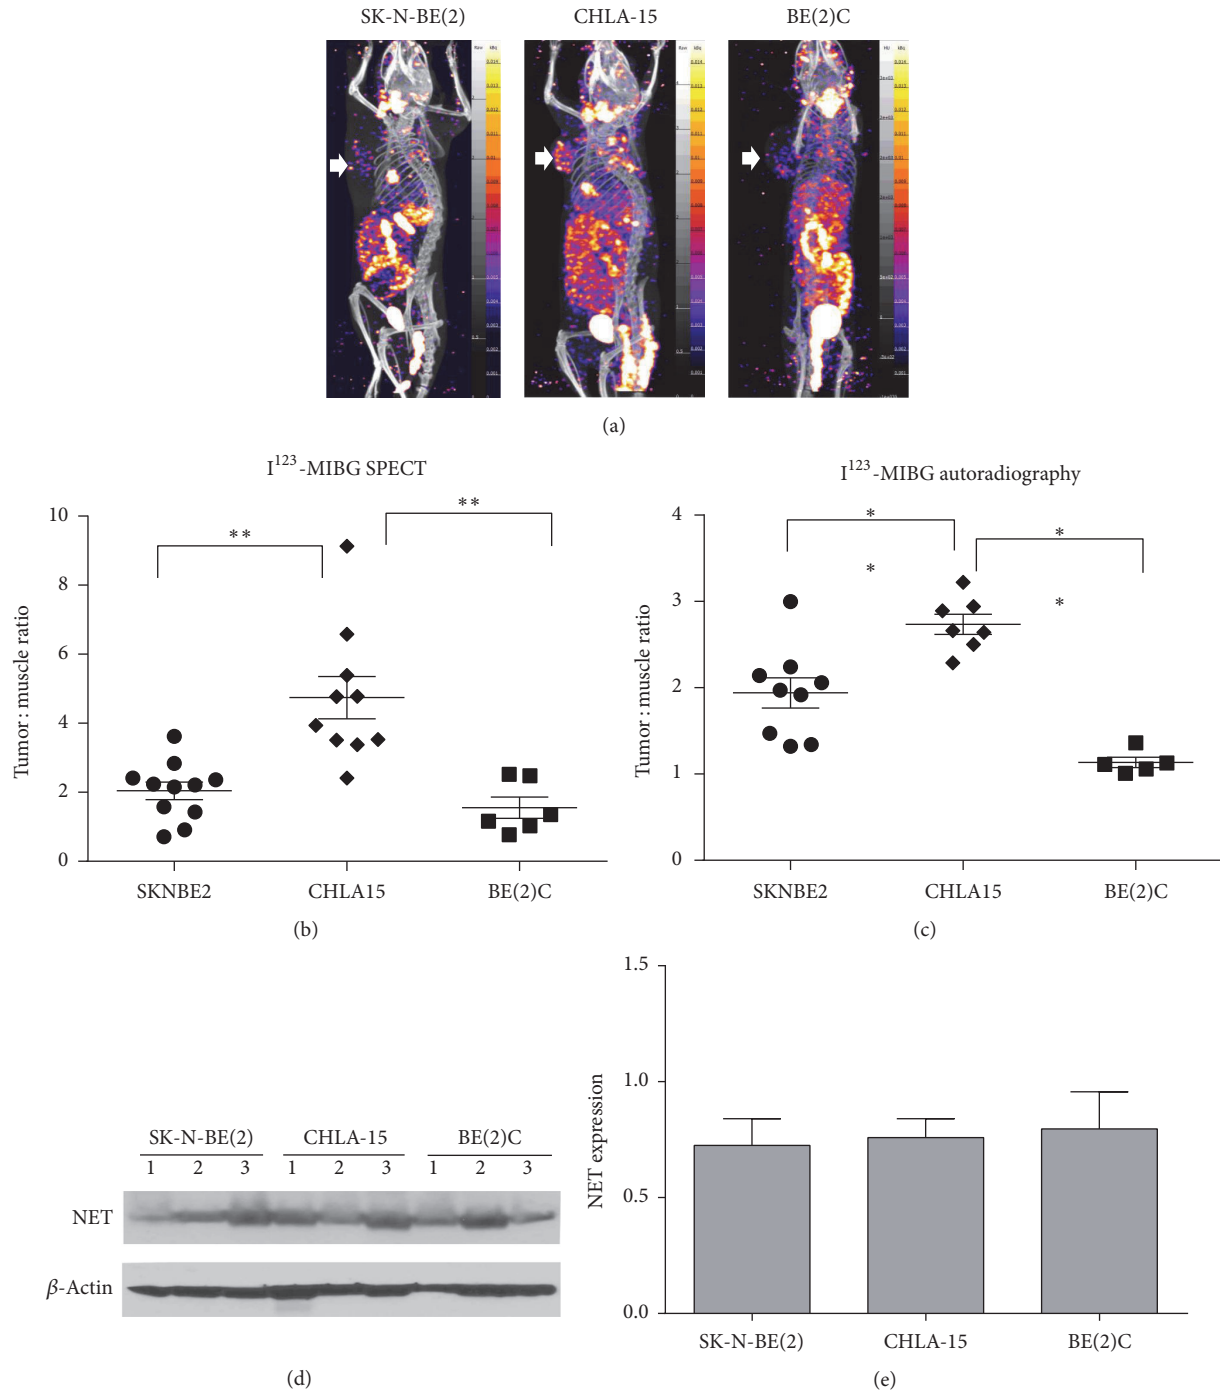 SK-N-BE(2) CHLA-15 BE(2)C
(a)
I¹²³-MIBG SPECT
**
**
10
8
6
4
2
0
Tumor : muscle ratio
SKNBE2 CHLA15 BE(2)C
(b)
I¹²³-MIBG autoradiography
*
*
*
*
4
3
2
1
0
Tumor : muscle ratio
SKNBE2 CHLA15 BE(2)C
(c)
SK-N-BE(2) CHLA-15 BE(2)C
1 2 3 1 2 3 1 2 3
NET
β-Actin
(d)
1.5
1.0
0.5
0.0
NET expression
SK-N-BE(2) CHLA-15 BE(2)C
(e)